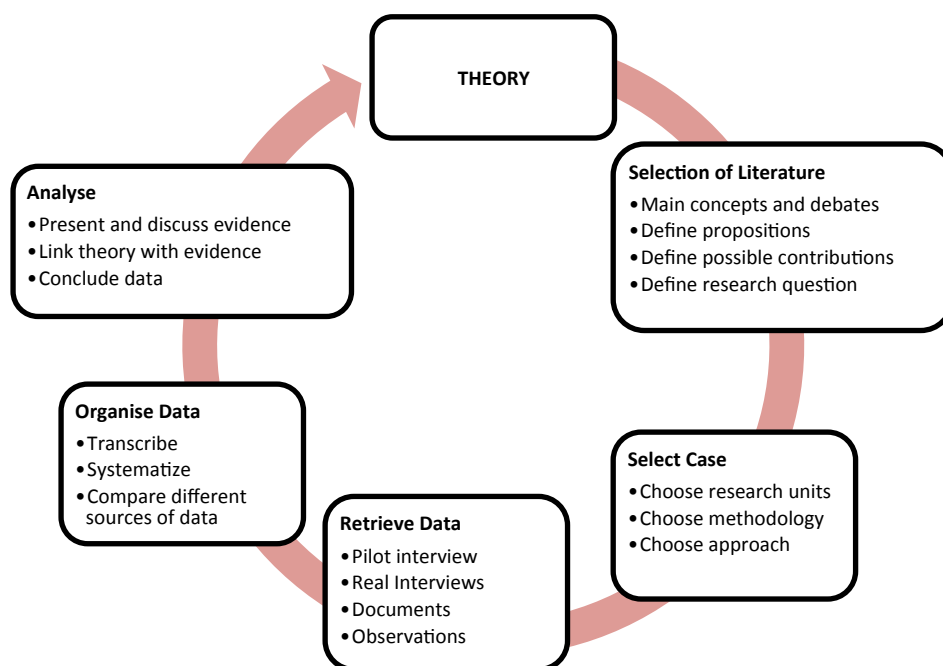 THEORY
Selection of Literature
•Main concepts and debates
•Define propositions
•Define possible contributions
•Define research question
Select Case
•Choose research units
•Choose methodology
•Choose approach
Retrieve Data
•Pilot interview
•Real Interviews
•Documents
•Observations
Organise Data
•Transcribe
•Systematize
•Compare different
sources of data
Analyse
•Present and discuss evidence
•Link theory with evidence
•Conclude data